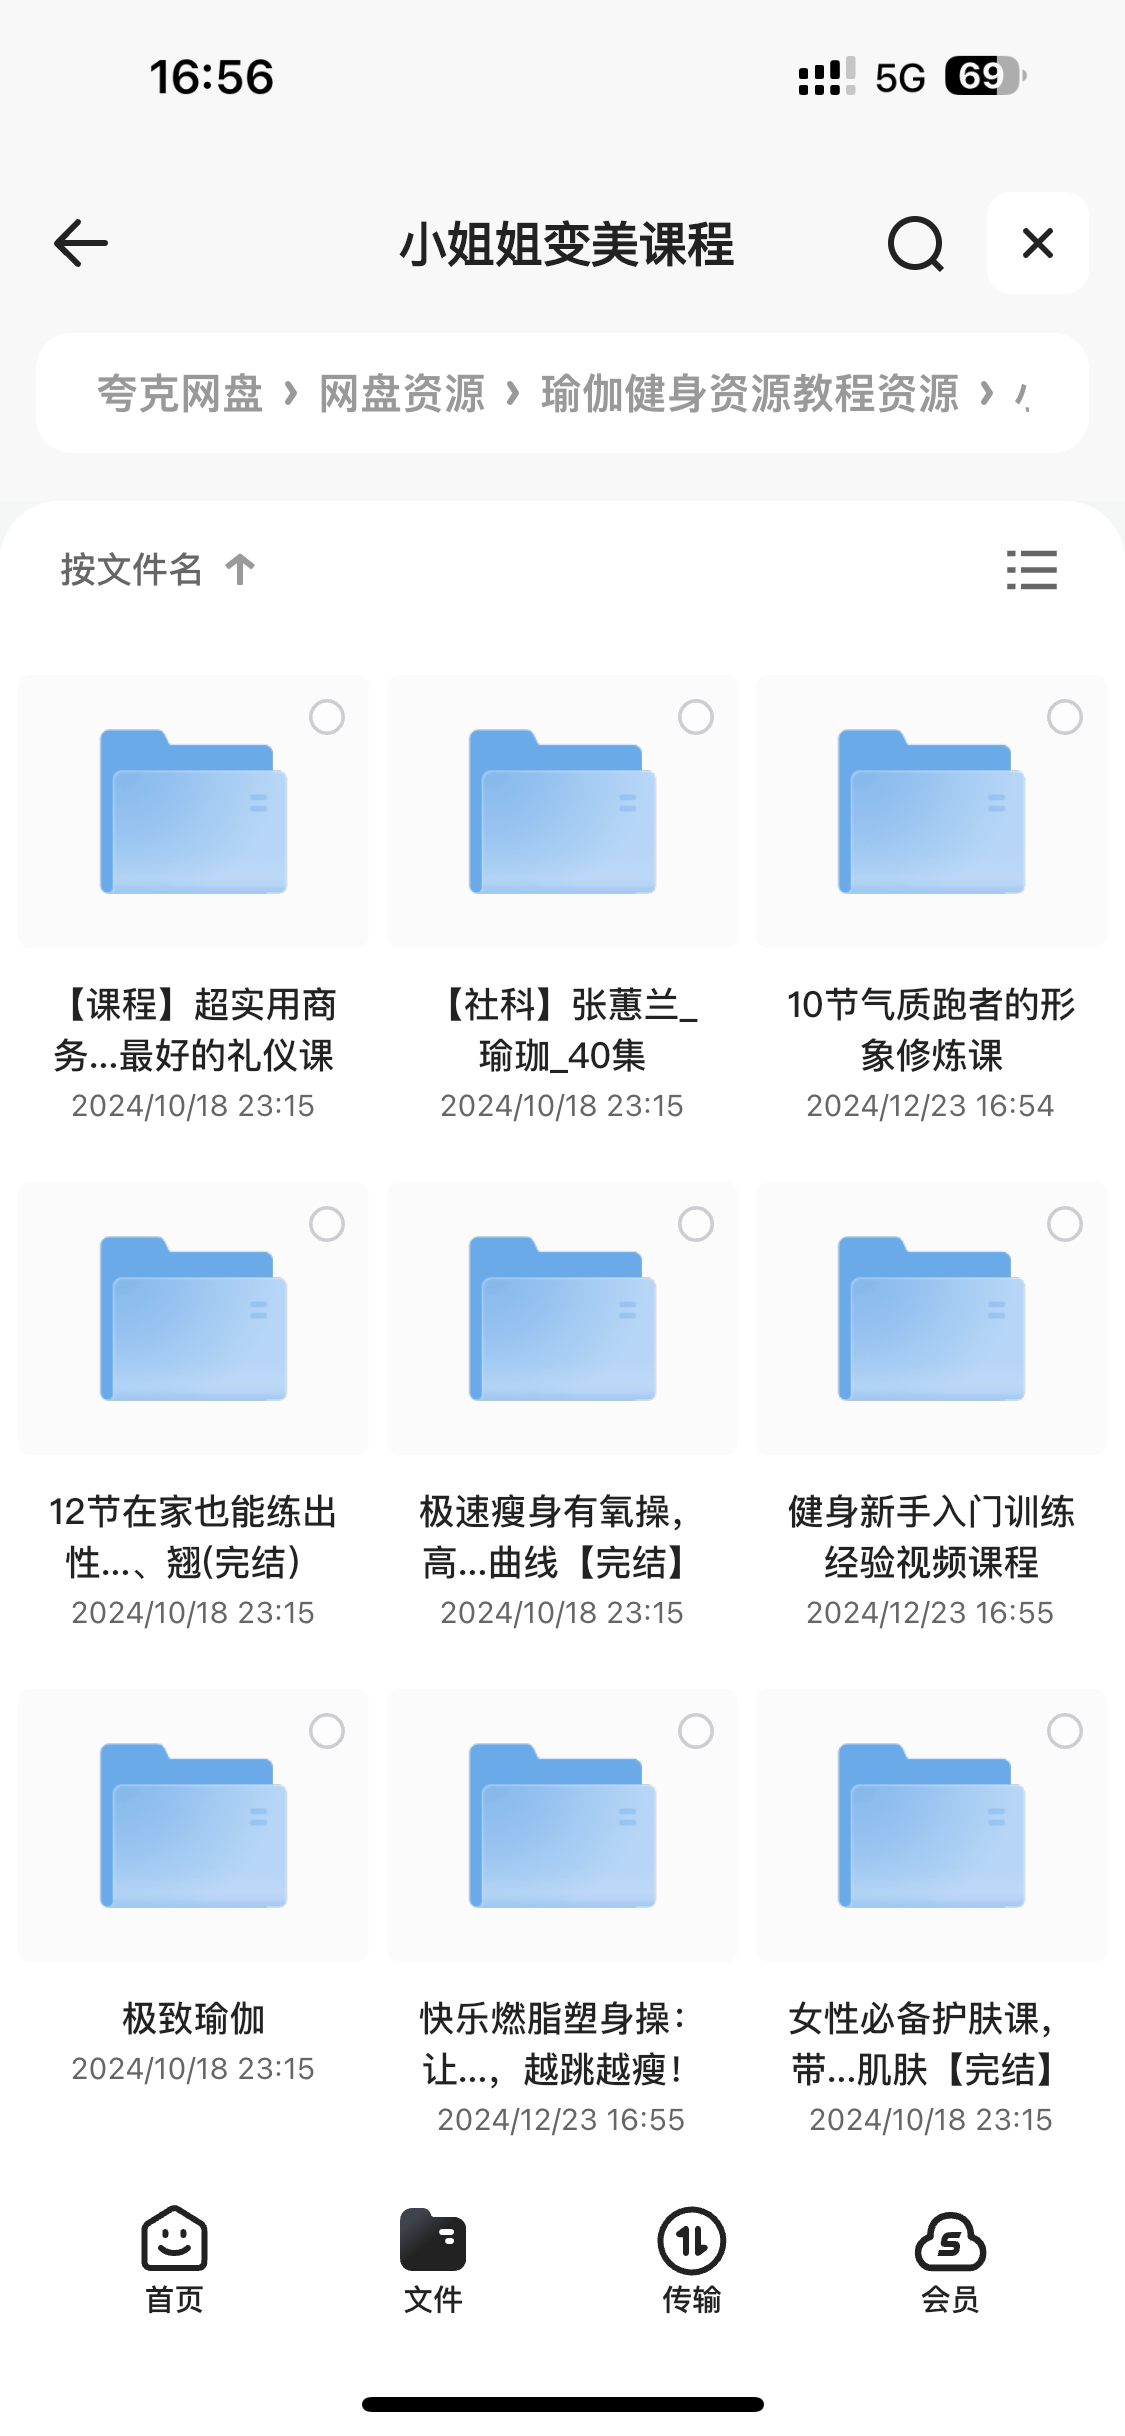 16:56
5G 69
小姐姐变美课程
夸克网盘 › 网盘资源 › 瑜伽健身资源教程资源 ›
按文件名
【课程】超实用商
务...最好的礼仪课
2024/10/18 23:15
【社科】张蕙兰_
瑜珈_40集
2024/10/18 23:15
10节气质跑者的形
象修炼课
2024/12/23 16:54
12节在家也能练出
性...、翘(完结)
2024/10/18 23:15
极速瘦身有氧操，
高...曲线【完结】
2024/10/18 23:15
健身新手入门训练
经验视频课程
2024/12/23 16:55
极致瑜伽
2024/10/18 23:15
快乐燃脂塑身操：
让...，越跳越瘦！
2024/12/23 16:55
女性必备护肤课，
带...肌肤【完结】
2024/10/18 23:15
首页
文件
传输
会员